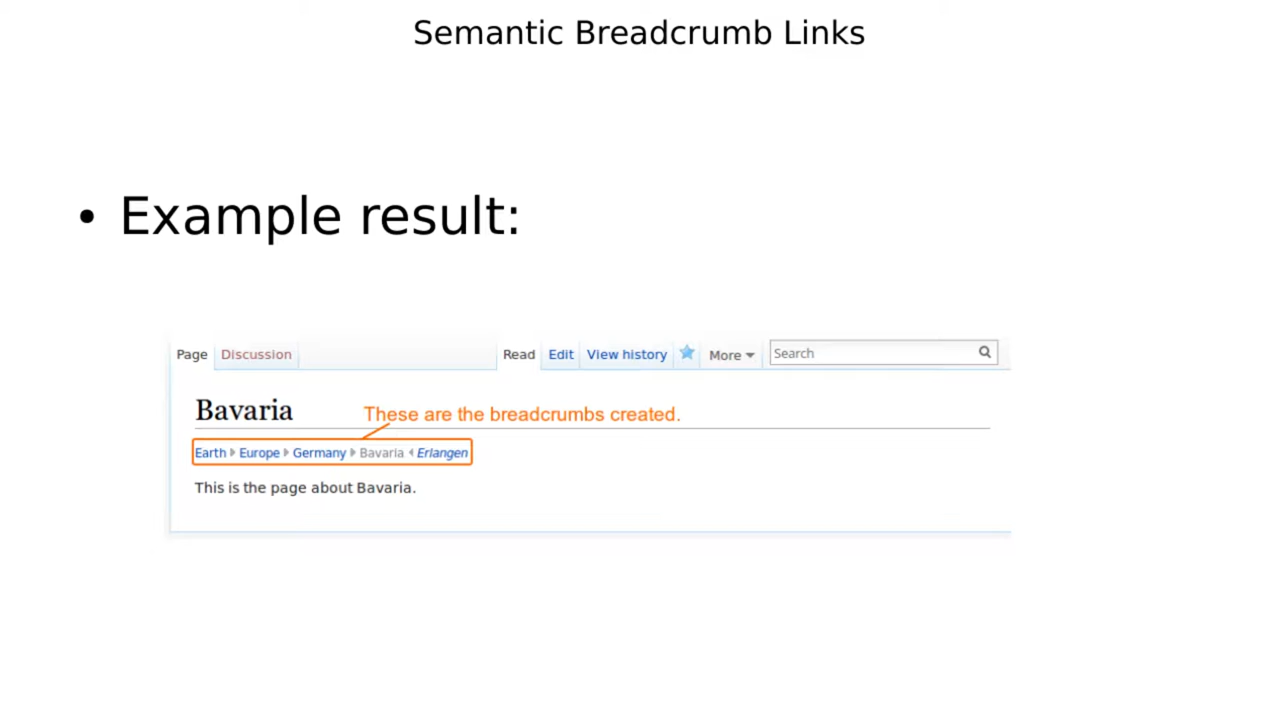 Semantic Breadcrumb Links
• Example result:
Page Discussion Read Edit View history More Search
Bavaria These are the breadcrumbs created.
Earth Europe Germany Bavaria Erlangen
This is the page about Bavaria.